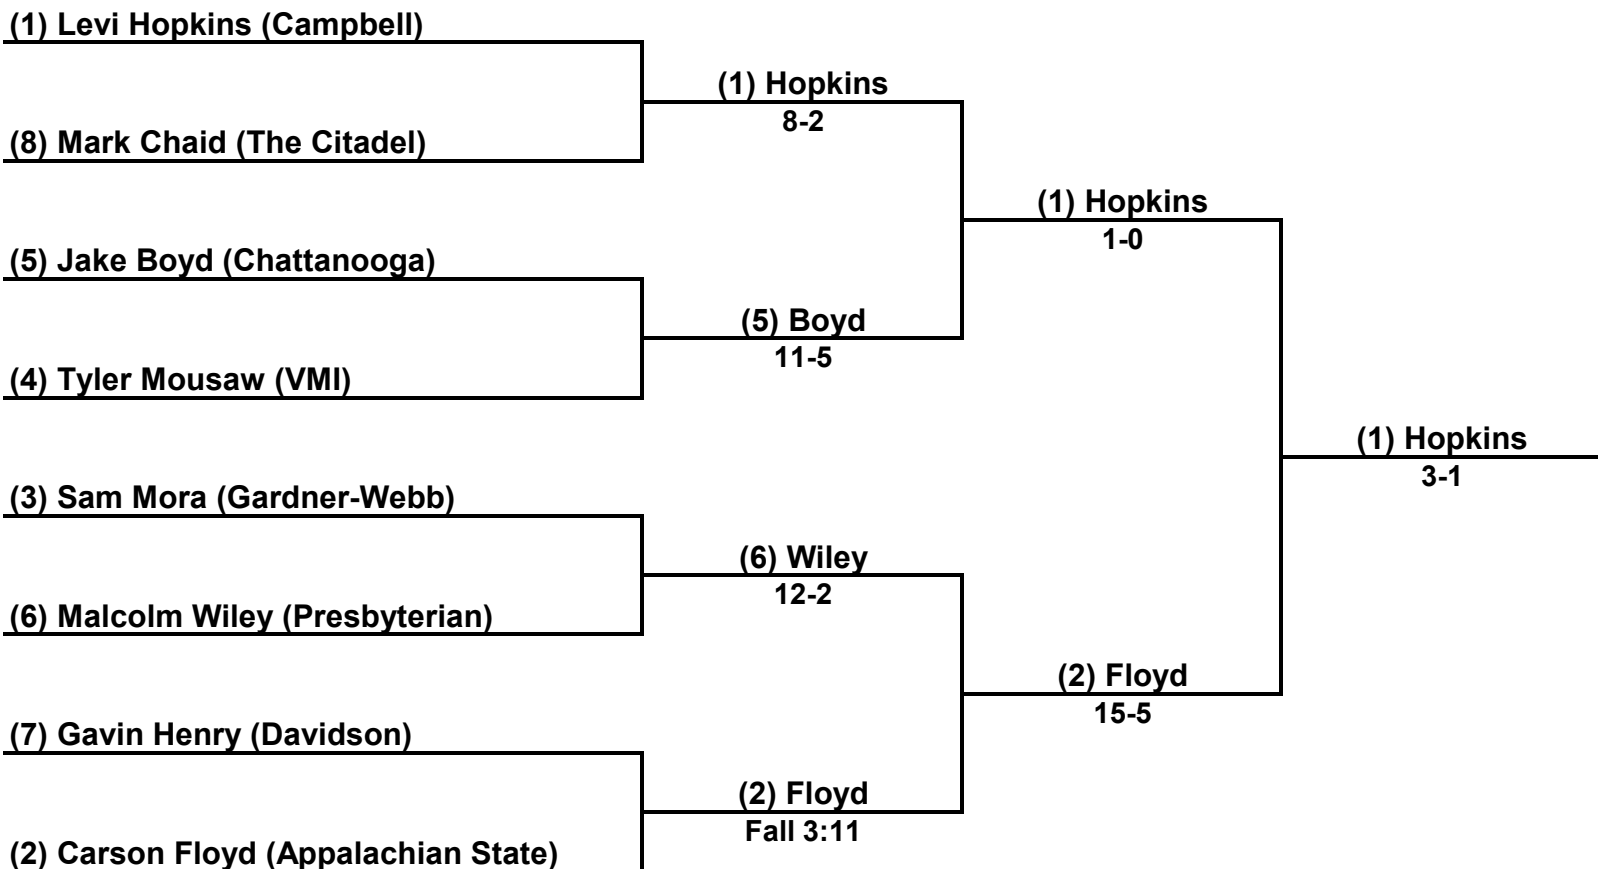 (1) Levi Hopkins (Campbell)
(1) Hopkins
8-2
(8) Mark Chaid (The Citadel)
(1) Hopkins
1-0
(5) Jake Boyd (Chattanooga)
(5) Boyd
11-5
(4) Tyler Mousaw (VMI)
(1) Hopkins
3-1
(3) Sam Mora (Gardner-Webb)
(6) Wiley
12-2
(6) Malcolm Wiley (Presbyterian)
(2) Floyd
15-5
(7) Gavin Henry (Davidson)
(2) Floyd
Fall 3:11
(2) Carson Floyd (Appalachian State)